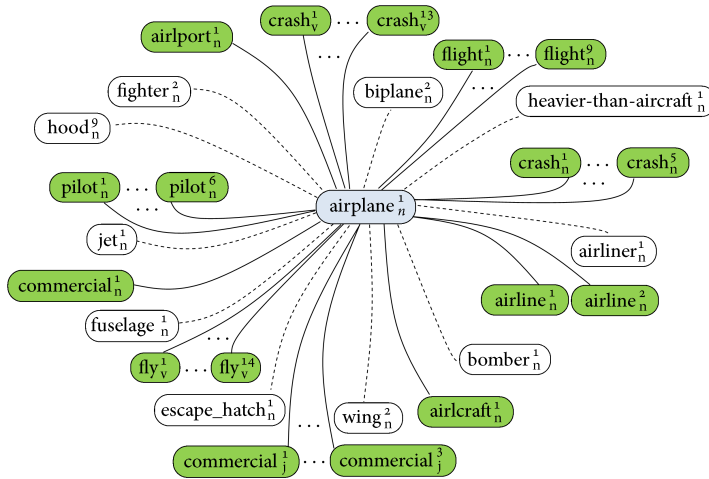 crash¹ᵥ ... crash¹³ᵥ
airlport¹ₙ
...
flight¹ₙ ... flight⁹ₙ
...
fighter²ₙ
biplane²ₙ
heavier-than-aircraft¹ₙ
hood⁹ₙ
crash¹ₙ ... crash⁵ₙ
...
pilot¹ₙ ... pilot⁶ₙ
...
airplane¹ₙ
jet¹ₙ
airliner¹ₙ
commercial¹ₙ
airline¹ₙ airline²ₙ
fuselage¹ₙ
...
fly¹ᵥ ... fly¹⁴ᵥ
bomber¹ₙ
escape_hatch¹ₙ
wing²ₙ
airlcraft¹ₙ
...
commercial¹ⱼ ... commercial³ⱼ